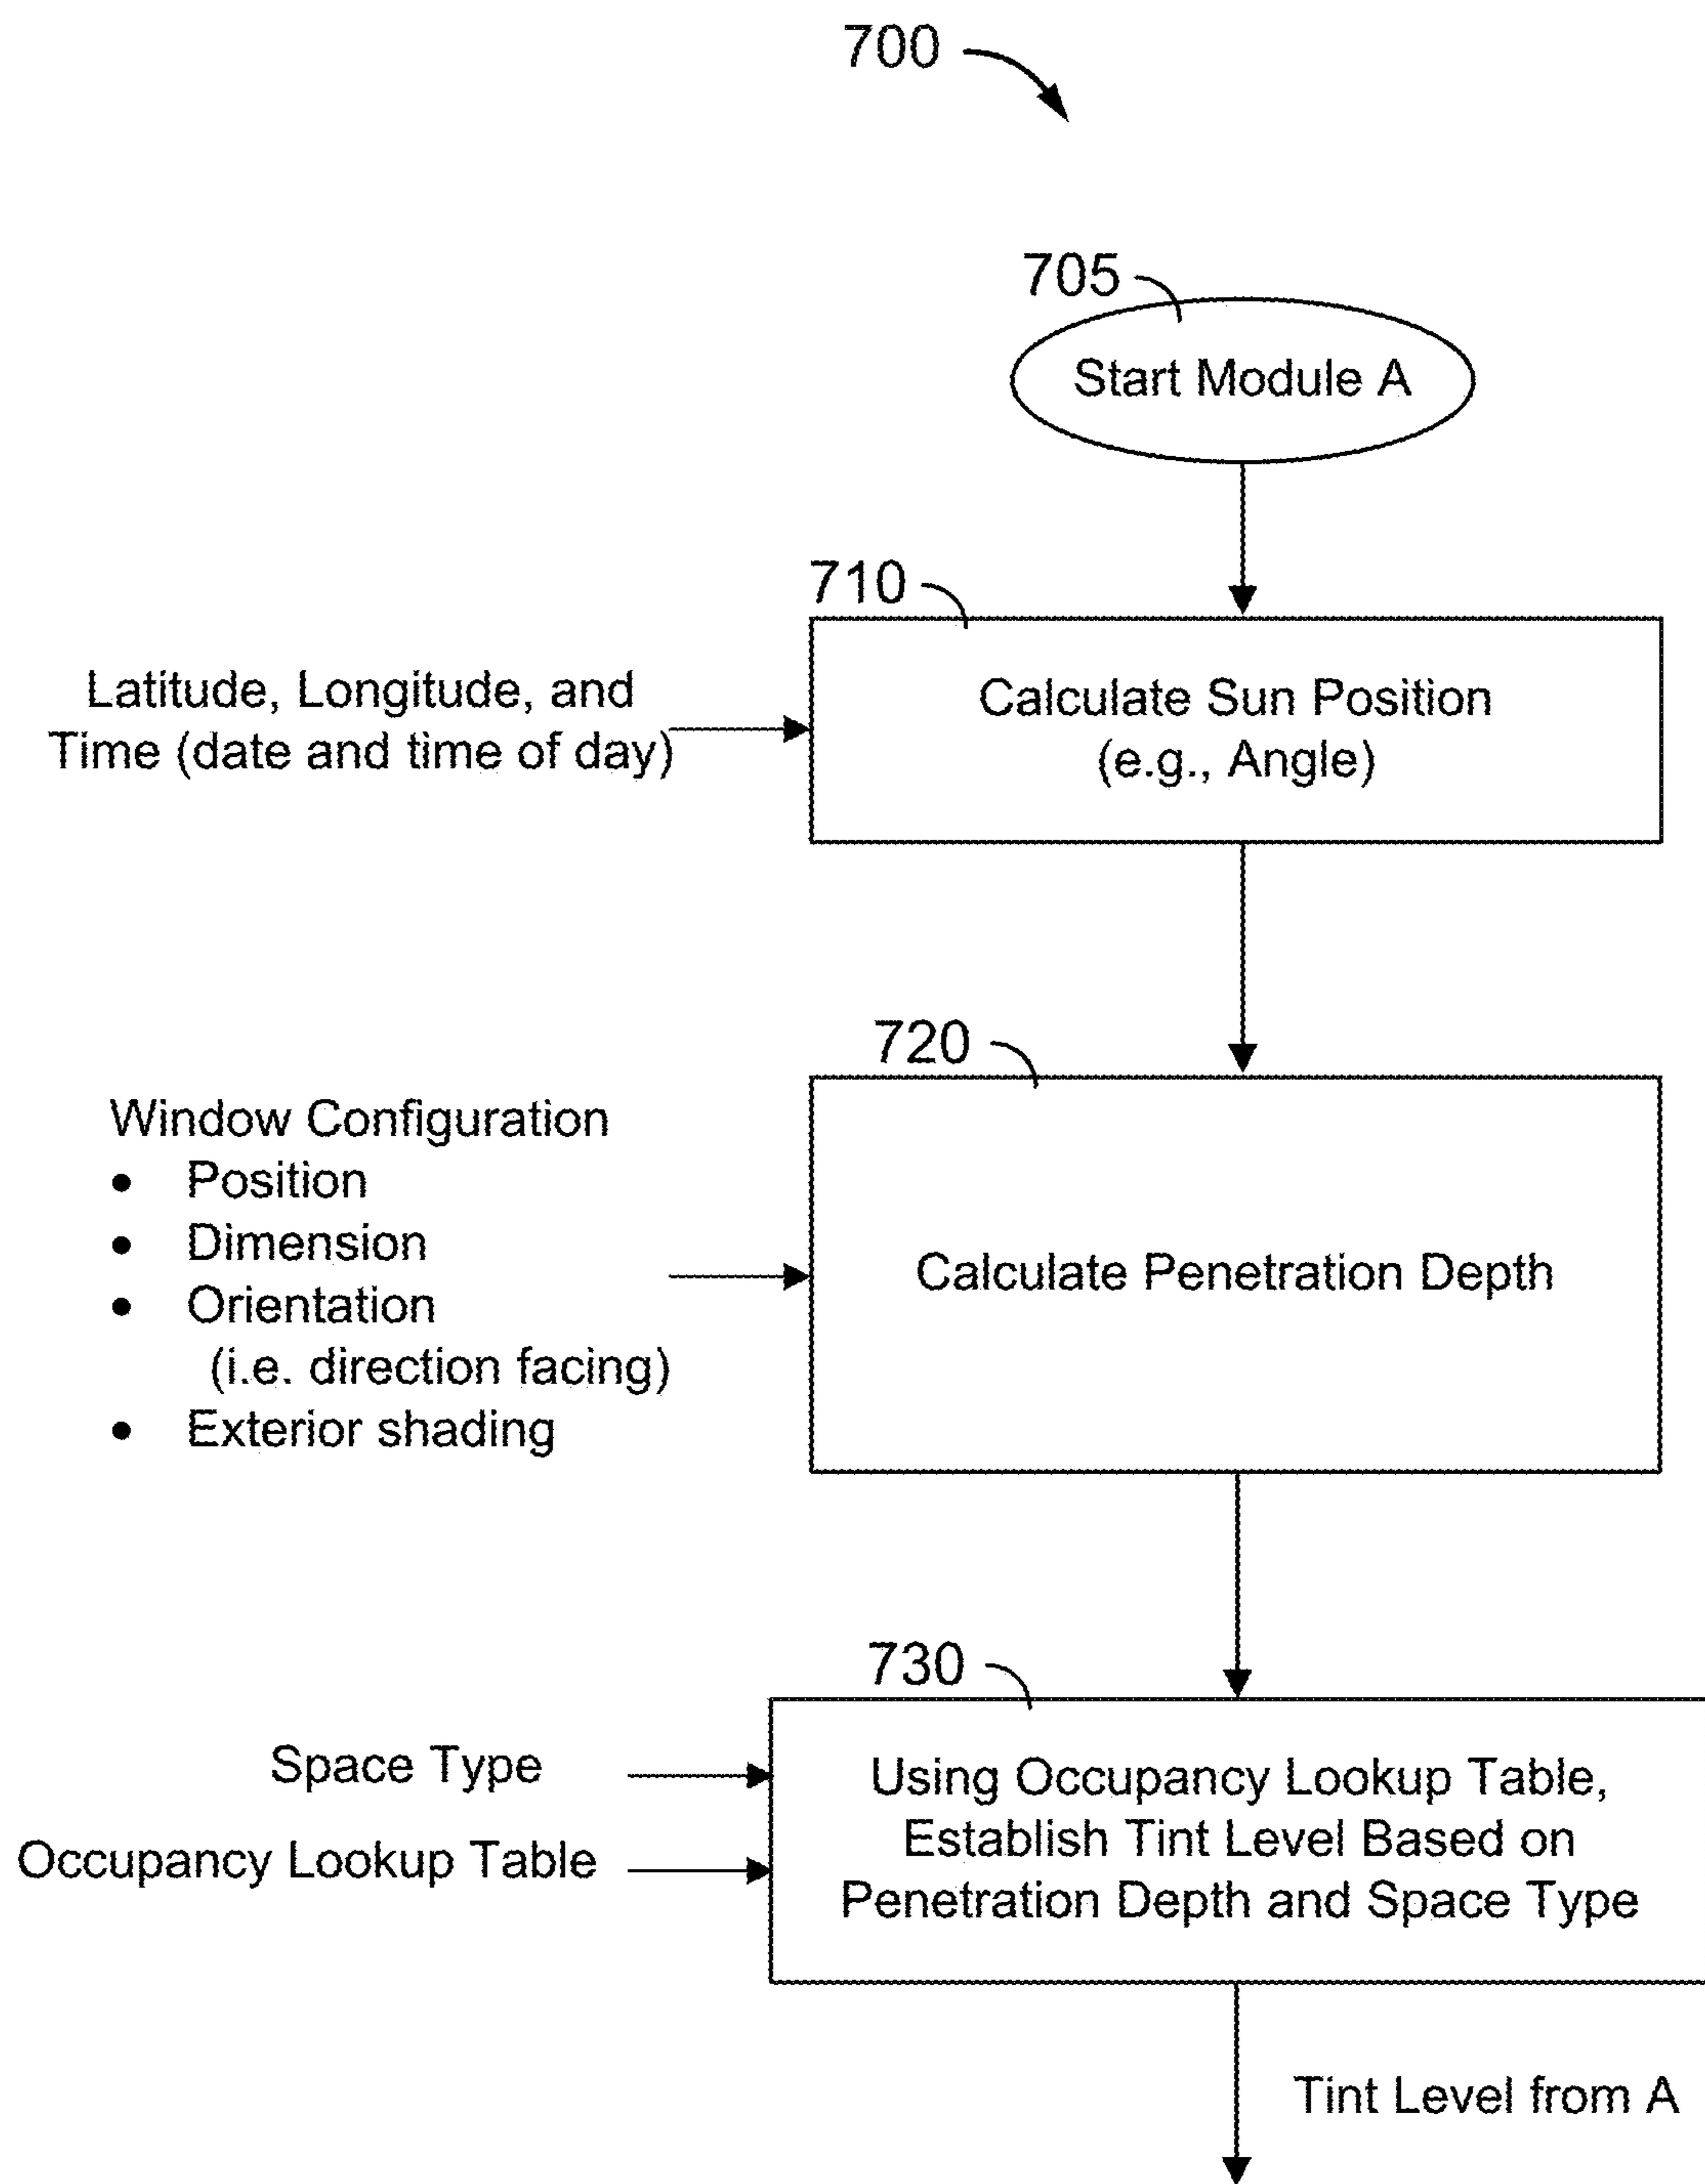 700
705
Start Module A
710
Latitude, Longitude, and
Time (date and time of day)
Calculate Sun Position
(e.g., Angle)
720
Window Configuration
• Position
• Dimension
• Orientation
(i.e. direction facing)
• Exterior shading
Calculate Penetration Depth
730
Space Type
Occupancy Lookup Table
Using Occupancy Lookup Table,
Establish Tint Level Based on
Penetration Depth and Space Type
Tint Level from A